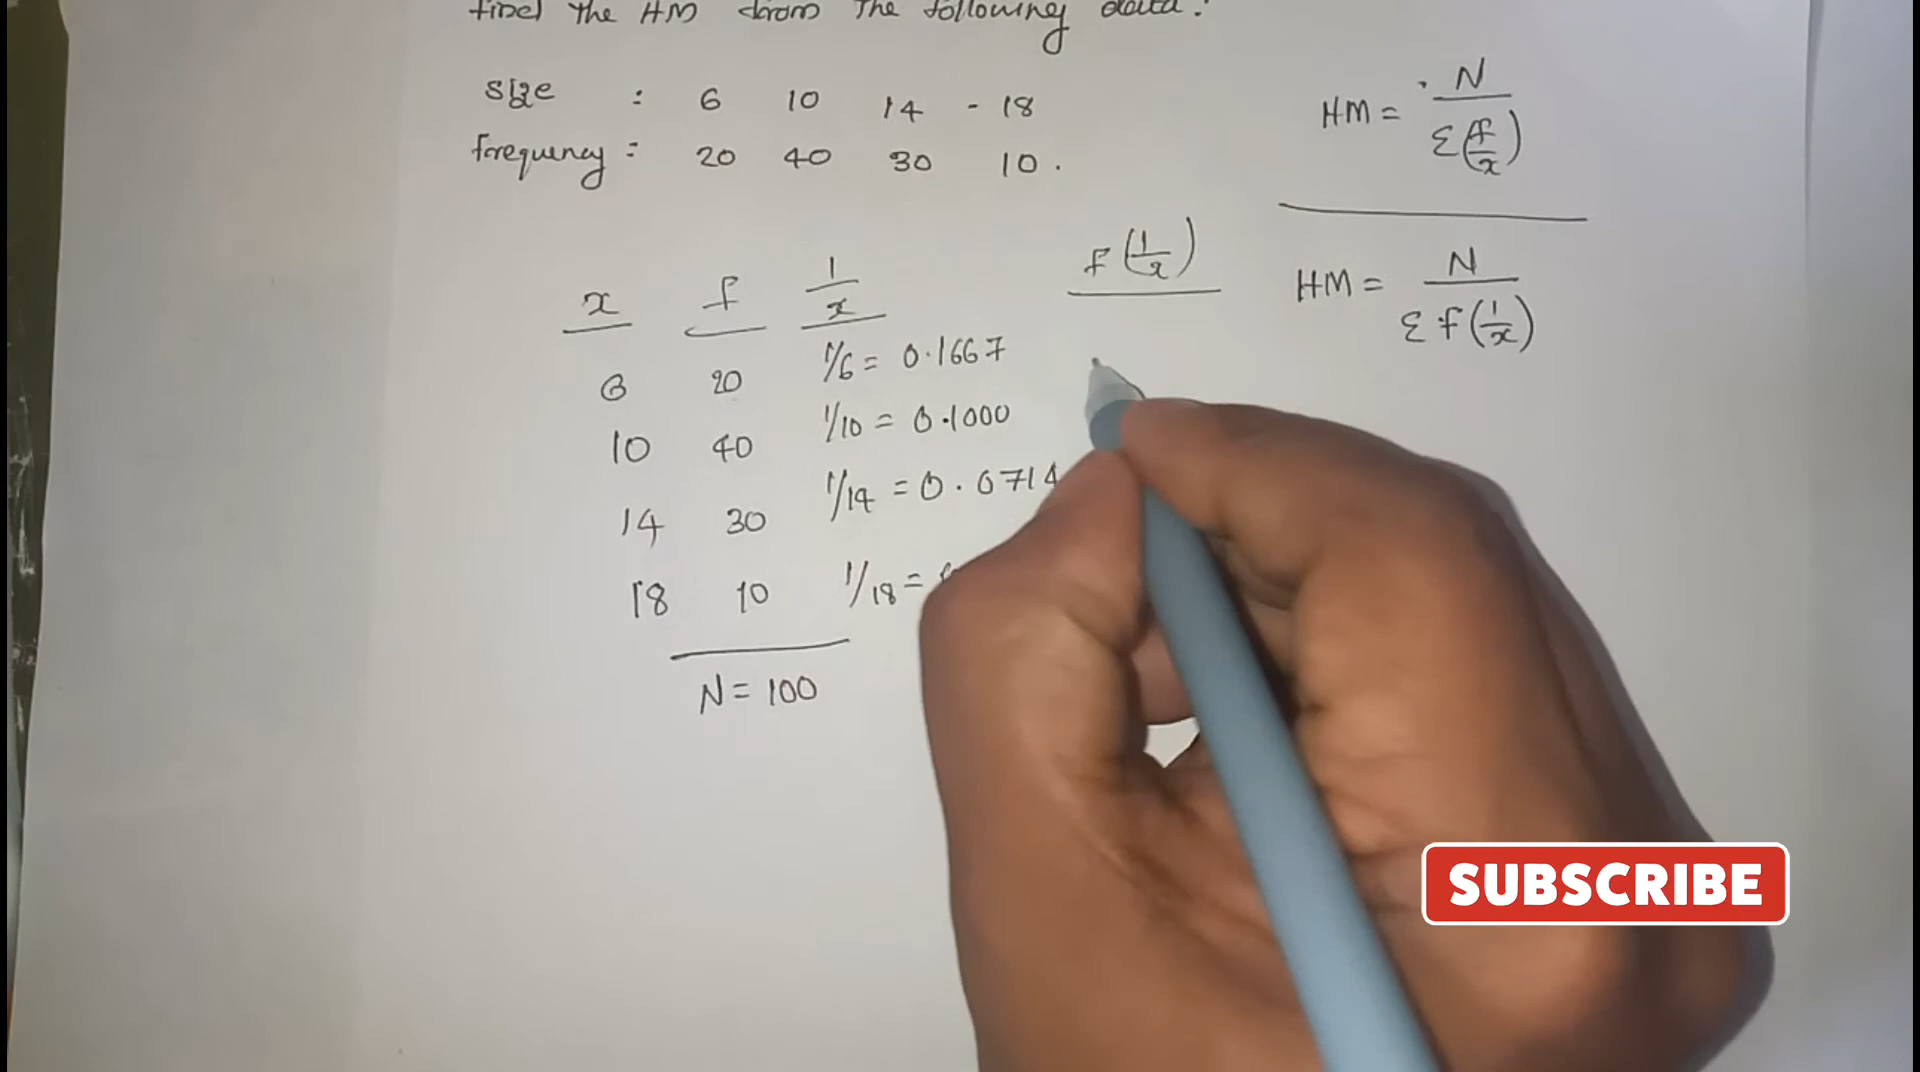 find the HM from the following data:
size : 6 10 14 - 18
frequency : 20 40 30 10.
HM = N / Σ(f/x)
HM = N / Σf(1/x)
x f 1/x f(1/x)
6 20 1/6 = 0.1667
10 40 1/10 = 0.1000
14 30 1/14 = 0.0714
18 10 1/18 =
N = 100
SUBSCRIBE